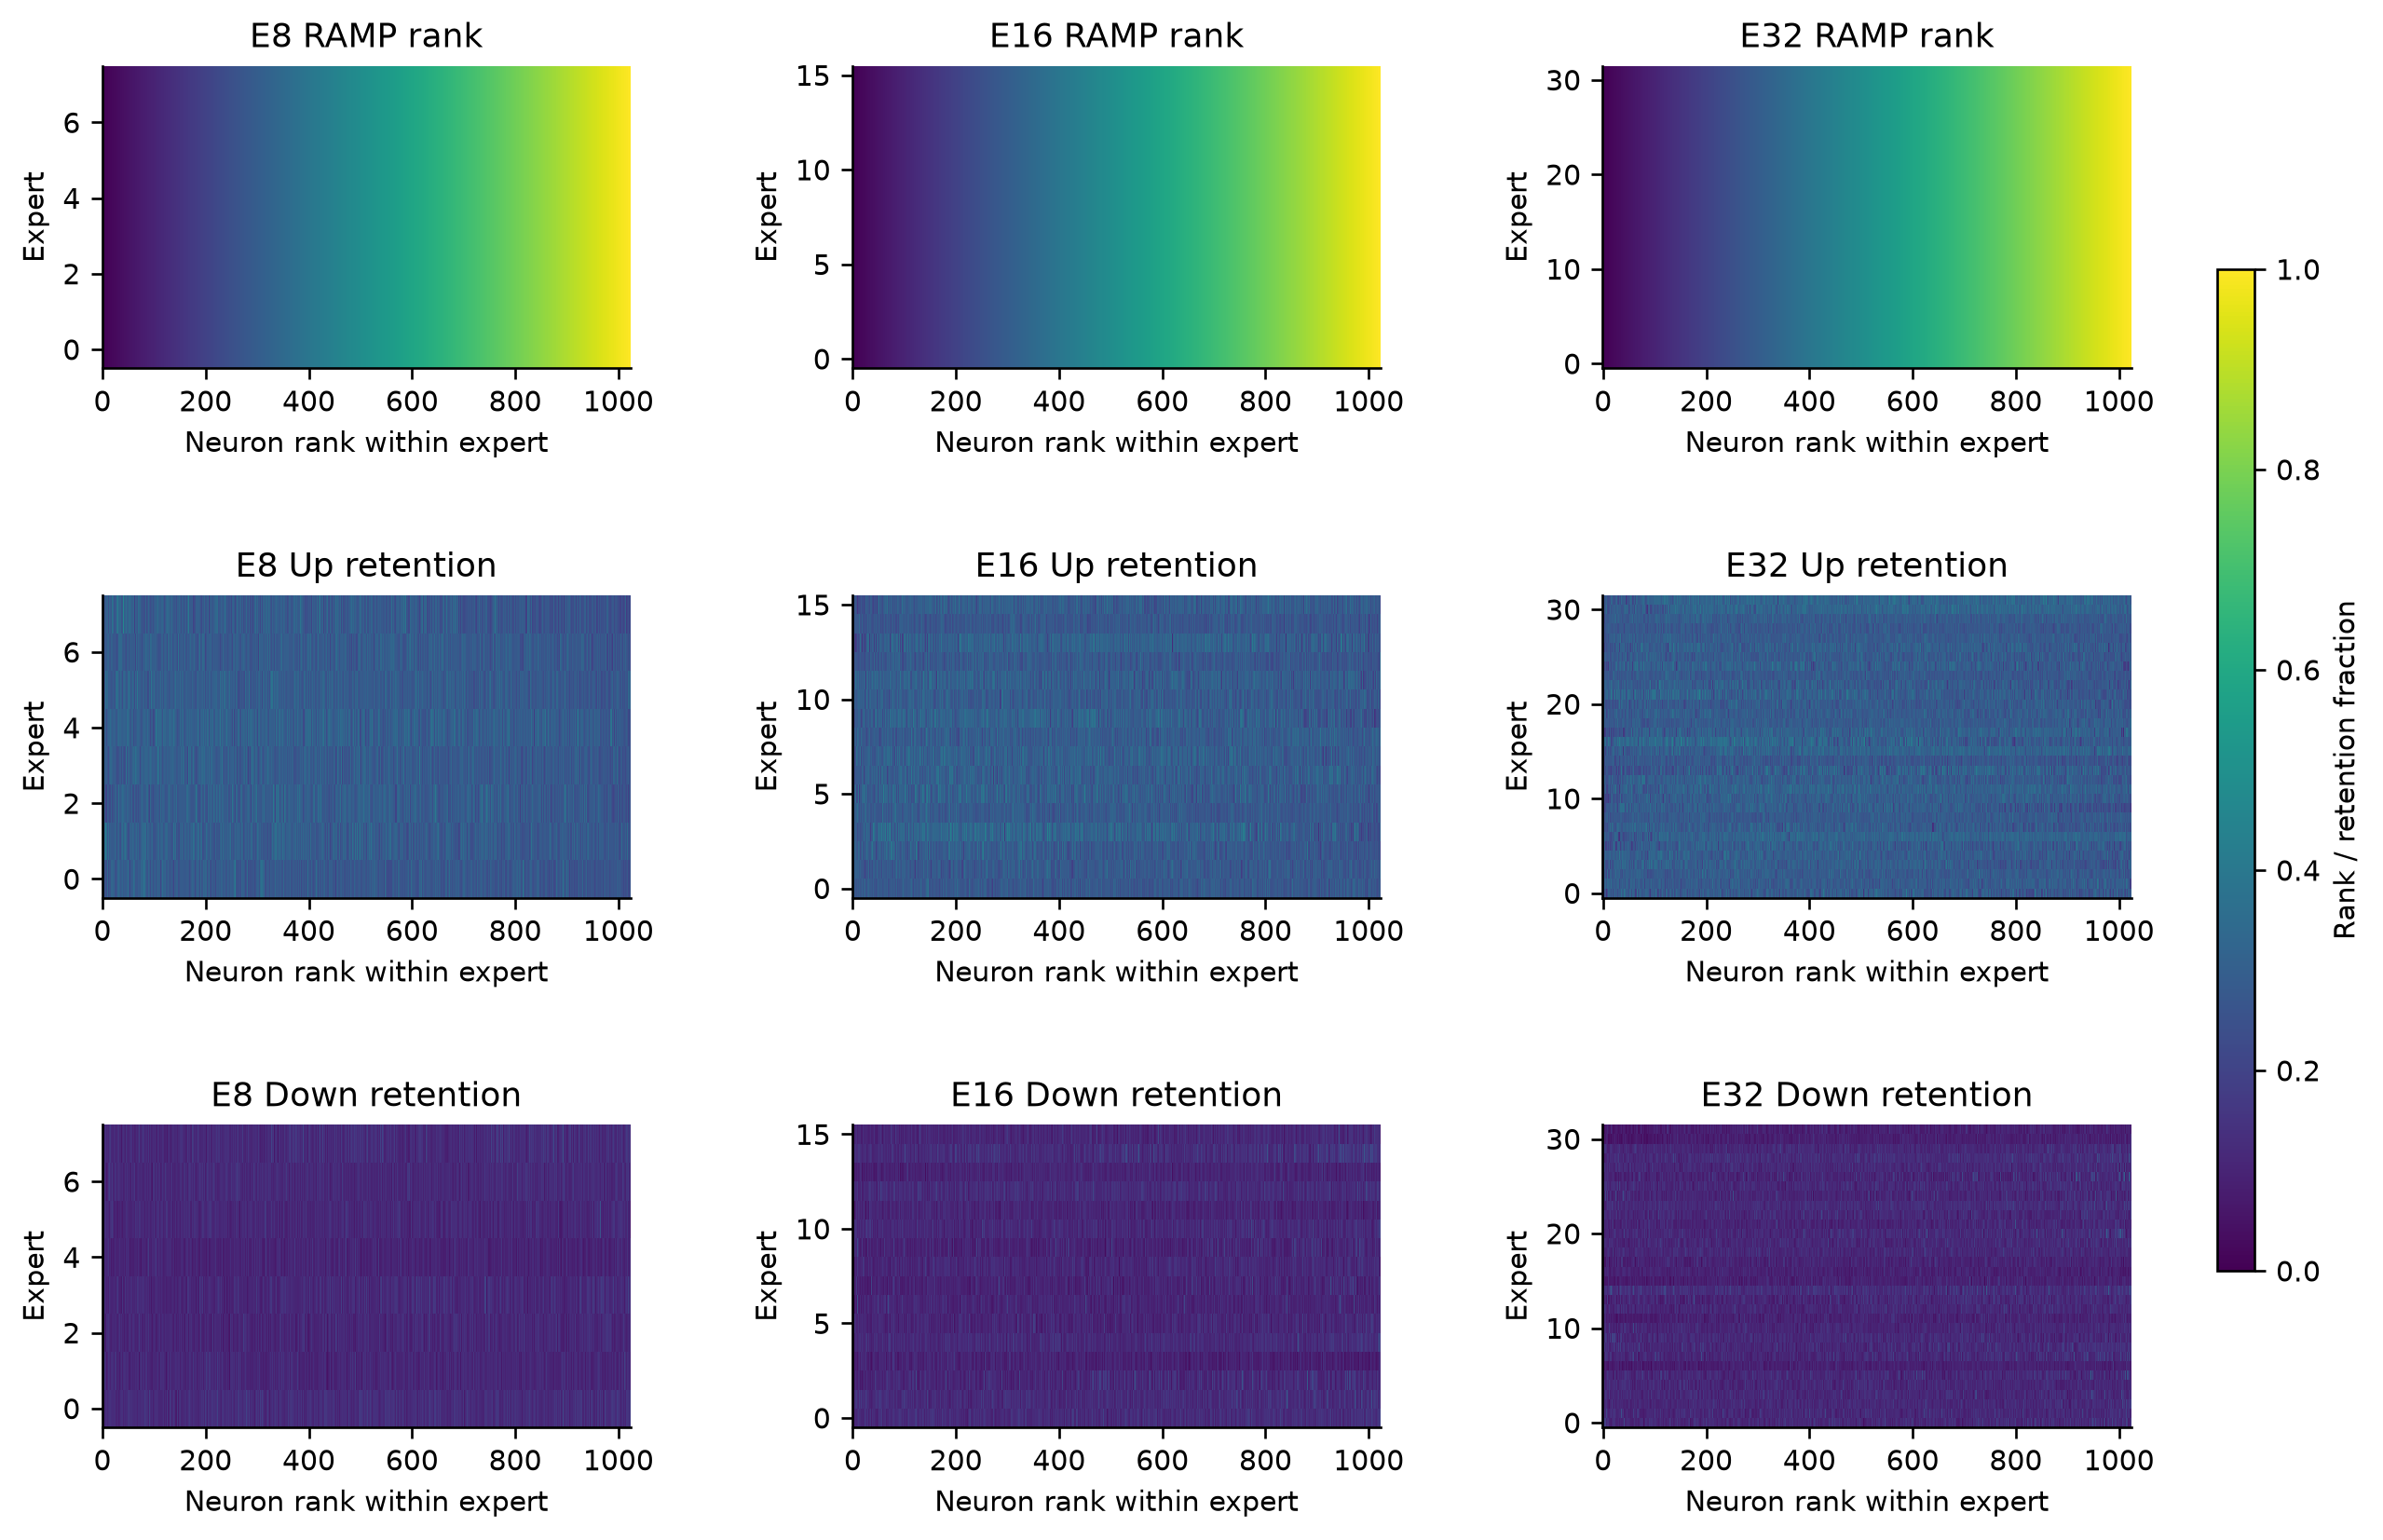 E8 RAMP rank
E16 RAMP rank
E32 RAMP rank
Expert
6
4
2
0
0 200 400 600 800 1000
Neuron rank within expert
Expert
15
10
5
0
0 200 400 600 800 1000
Neuron rank within expert
Expert
30
20
10
0
0 200 400 600 800 1000
Neuron rank within expert
E8 Up retention
E16 Up retention
E32 Up retention
Expert
6
4
2
0
0 200 400 600 800 1000
Neuron rank within expert
Expert
15
10
5
0
0 200 400 600 800 1000
Neuron rank within expert
Expert
30
20
10
0
0 200 400 600 800 1000
Neuron rank within expert
E8 Down retention
E16 Down retention
E32 Down retention
Expert
6
4
2
0
0 200 400 600 800 1000
Neuron rank within expert
Expert
15
10
5
0
0 200 400 600 800 1000
Neuron rank within expert
Expert
30
20
10
0
0 200 400 600 800 1000
Neuron rank within expert
1.0
0.8
0.6
0.4
0.2
0.0
Rank / retention fraction